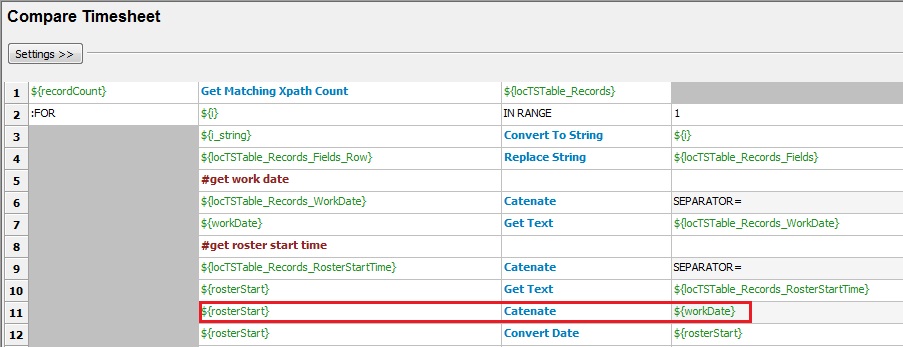 Compare Timesheet
Settings >>
1 ${recordCount} Get Matching Xpath Count ${locTSTable_Records}
2 :FOR ${i} IN RANGE 1
3 ${i_string} Convert To String ${i}
4 ${locTSTable_Records_Fields_Row} Replace String ${locTSTable_Records_Fields}
5 #get work date
6 ${locTSTable_Records_WorkDate} Catenate SEPARATOR=
7 ${workDate} Get Text ${locTSTable_Records_WorkDate}
8 #get roster start time
9 ${locTSTable_Records_RosterStartTime} Catenate SEPARATOR=
10 ${rosterStart} Get Text ${locTSTable_Records_RosterStartTime}
11 ${rosterStart} Catenate ${workDate}
12 ${rosterStart} Convert Date ${rosterStart}